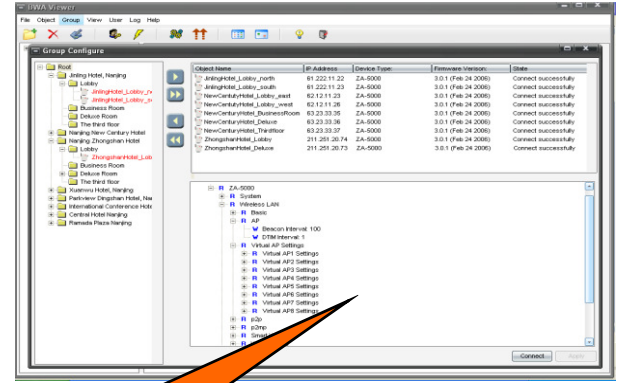 DWA Viewer
File Object Group View User Log Help
Group Configure
Root
Jinling Hotel, Nanjing
Lobby
JinlingHotel_Lobby_no
JinlingHotel_Lobby_so
Business Room
Deluxe Room
The third floor
Nanjing New Century Hotel
Nanjing Zhongshan Hotel
Lobby
ZhongshanHotel_Lob
Business Room
Deluxe Room
The third floor
Xuanwu Hotel, Nanjing
Parkview Dingshan Hotel, Nan
International Conference Hote
Central Hotel Nanjing
Ramada Plaza Nanjing
Object Name IP Address Device Type: Firmware Verison: State
JinlingHotel_Lobby_north 61.222.11.22 ZA-5000 3.0.1 (Feb 24 2006) Connect successfully
JinlingHotel_Lobby_south 61.222.11.23 ZA-5000 3.0.1 (Feb 24 2006) Connect successfully
NewCenturyHotel_Lobby_east 62.12.11.23 ZA-5000 3.0.1 (Feb 24 2006) Connect successfully
NewCenturyHotel_Lobby_west 62.12.11.26 ZA-5000 3.0.1 (Feb 24 2006) Connect successfully
NewCenturyHotel_BusinessRoom 63.23.33.35 ZA-5000 3.0.1 (Feb 24 2006) Connect successfully
NewCenturyHotel_Deluxe 63.23.33.36 ZA-5000 3.0.1 (Feb 24 2006) Connect successfully
NewCenturyHotel_Thirdfloor 63.23.33.37 ZA-5000 3.0.1 (Feb 24 2006) Connect successfully
ZhongshanHotel_Lobby 211.251.20.74 ZA-5000 3.0.1 (Feb 24 2006) Connect successfully
ZhongshanHotel_Deluxe 211.251.20.73 ZA-5000 3.0.1 (Feb 24 2006) Connect successfully
R ZA-5000
R System
R Wireless LAN
R Basic
R AP
W Beacon Interval: 100
W DTIM Interval: 1
R Virtual AP Settings
R Virtual AP1 Settings
R Virtual AP2 Settings
R Virtual AP3 Settings
R Virtual AP4 Settings
R Virtual AP5 Settings
R Virtual AP6 Settings
R Virtual AP7 Settings
R Virtual AP8 Settings
R p2p
R p2mp
R
R
Connect Apply